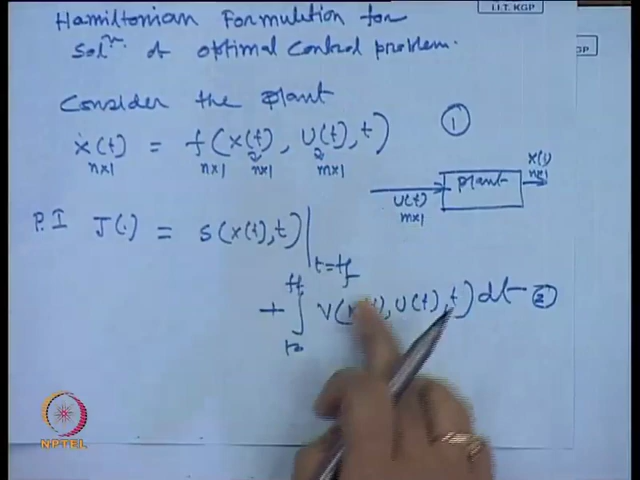 I.I.T. KGP
GP
Hamiltonian Formulation for
Solⁿ. of optimal Control problem.
Consider the plant
ẋ(t) = f(x(t), U(t), t) ①
n×1 n×1 n×1 m×1
plant
U(t)
m×1
n×1
P.I J(.) = S(x(t), t) |
t=tf
+ ∫ V( , U(t), t) dt — ②
tf
t0
NPTEL